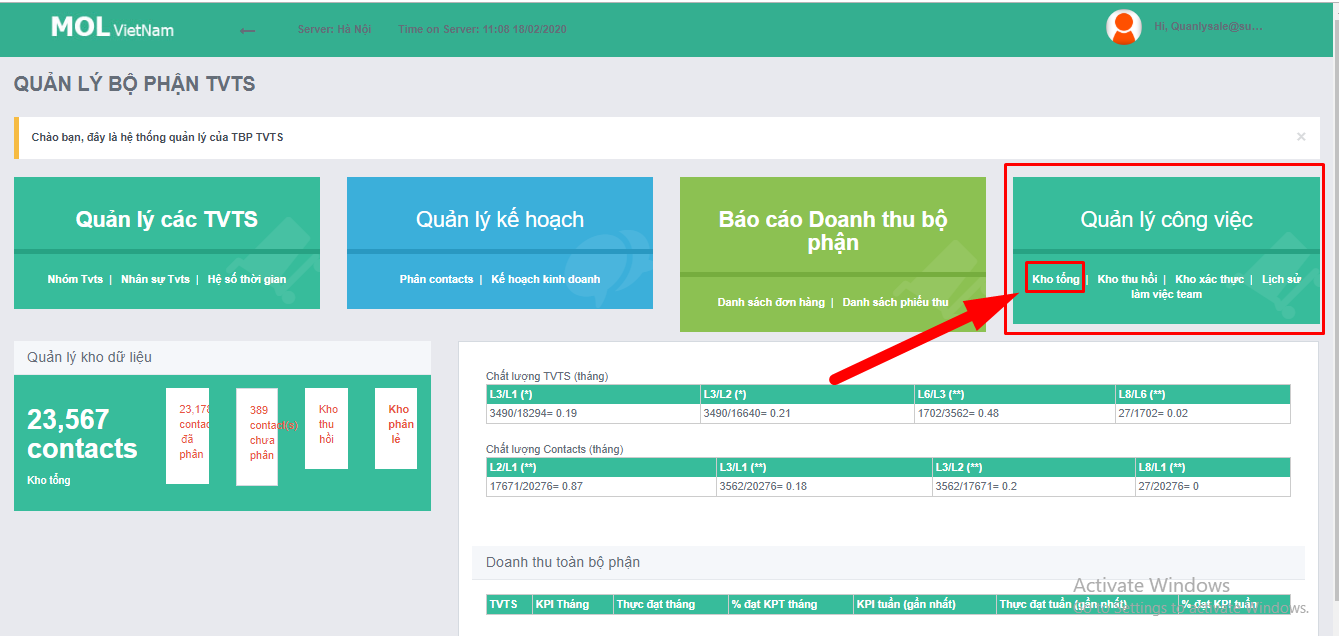 MOL VietNam
Server: Hà Nội
Time on Server: 11:08 18/02/2020
Hi, Quanlysale@su...
QUẢN LÝ BỘ PHẬN TVTS
Chào bạn, đây là hệ thống quản lý của TBP TVTS
×
Quản lý các TVTS
Nhóm Tvts | Nhân sự Tvts | Hệ số thời gian
Quản lý kế hoạch
Phân contacts | Kế hoạch kinh doanh
Báo cáo Doanh thu bộ
phận
Danh sách đơn hàng | Danh sách phiếu thu
Quản lý công việc
Kho tổng | Kho thu hồi | Kho xác thực | Lịch sử
làm việc team
Quản lý kho dữ liệu
23,567
contacts
Kho tổng
23,178
contac
đã
phân
389
contact(s)
chưa
phân
Kho
thu
hồi
Kho
phân
lẻ
Chất lượng TVTS (tháng)
L3/L1 (*) L3/L2 (*) L6/L3 (**) L8/L6 (**)
3490/18294= 0.19 3490/16640= 0.21 1702/3562= 0.48 27/1702= 0.02
Chất lượng Contacts (tháng)
L2/L1 (**) L3/L1 (**) L3/L2 (**) L8/L1 (**)
17671/20276= 0.87 3562/20276= 0.18 3562/17671= 0.2 27/20276= 0
Doanh thu toàn bộ phận
TVTS KPI Tháng Thực đạt tháng % đạt KPT tháng KPI tuần (gần nhất) Thực đạt tuần (gần nhất) % đạt KPI tuần
Activate Windows
Go to Settings to activate Windows.